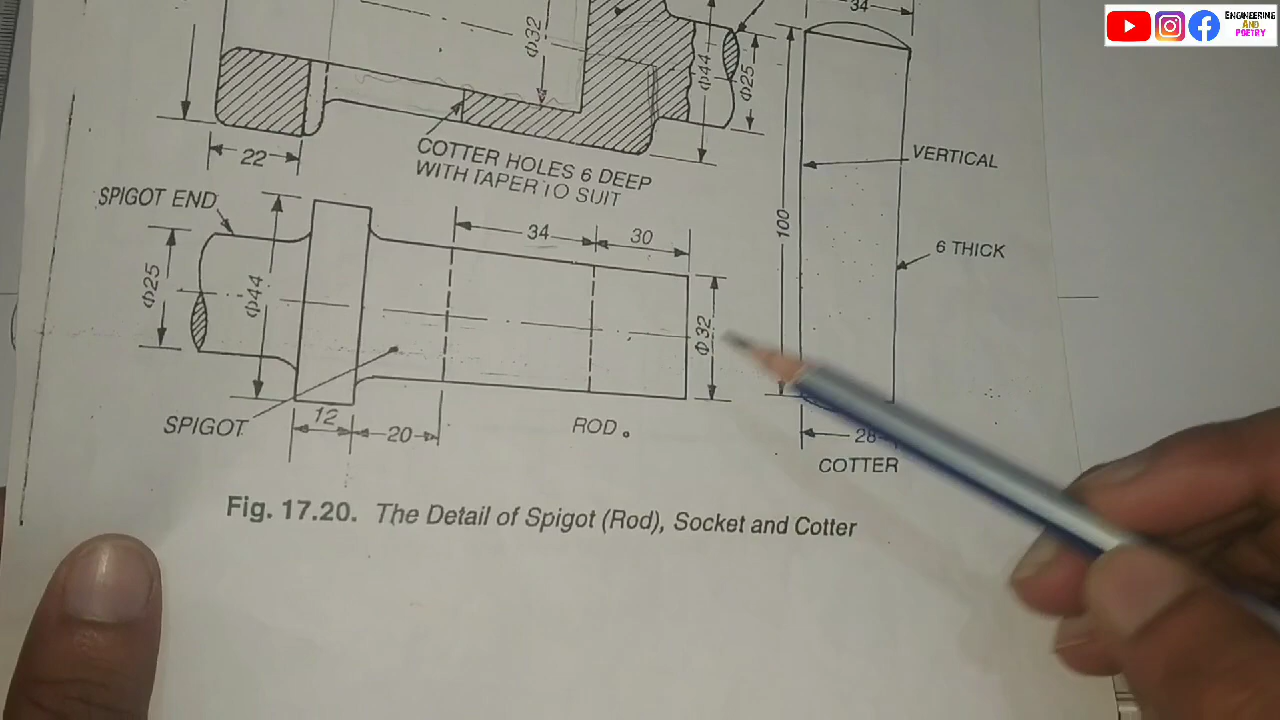 34
ENGINEERING
AND
POETRY
Φ32
Φ44
Φ25
22
COTTER HOLES 6 DEEP
WITH TAPER TO SUIT
VERTICAL
SPIGOT END
34
30
100
6 THICK
Φ25
Φ44
Φ32
SPIGOT
12
20
ROD.
28
COTTER
Fig. 17.20. The Detail of Spigot (Rod), Socket and Cotter